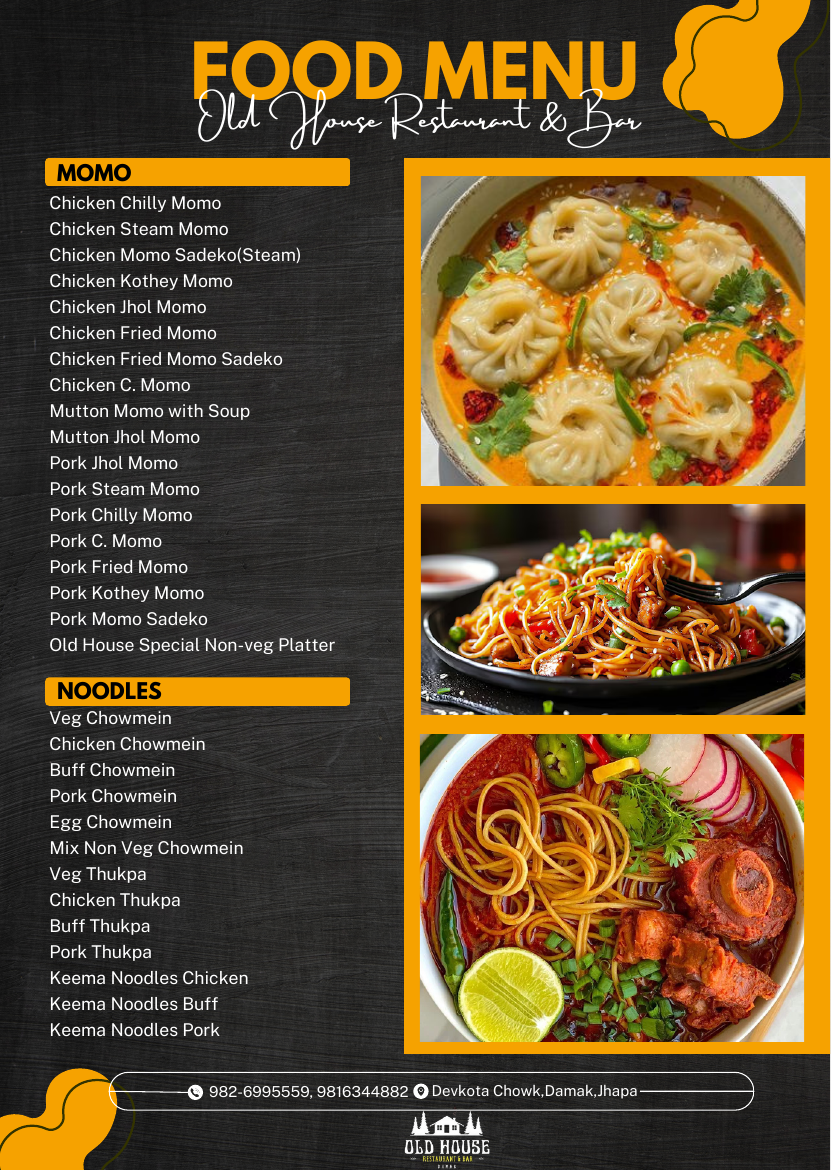 FOOD MENU
Old House Restaurant & Bar
MOMO
Chicken Chilly Momo
Chicken Steam Momo
Chicken Momo Sadeko(Steam)
Chicken Kothey Momo
Chicken Jhol Momo
Chicken Fried Momo
Chicken Fried Momo Sadeko
Chicken C. Momo
Mutton Momo with Soup
Mutton Jhol Momo
Pork Jhol Momo
Pork Steam Momo
Pork Chilly Momo
Pork C. Momo
Pork Fried Momo
Pork Kothey Momo
Pork Momo Sadeko
Old House Special Non-veg Platter
NOODLES
Veg Chowmein
Chicken Chowmein
Buff Chowmein
Pork Chowmein
Egg Chowmein
Mix Non Veg Chowmein
Veg Thukpa
Chicken Thukpa
Buff Thukpa
Pork Thukpa
Keema Noodles Chicken
Keema Noodles Buff
Keema Noodles Pork
982-6995559, 9816344882 Devkota Chowk,Damak,Jhapa
OLD HOUSE
RESTAURANT & BAR
DAMAK